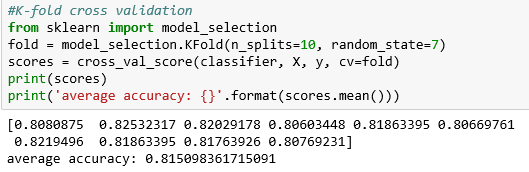 #K-fold cross validation
from sklearn import model_selection
fold = model_selection.KFold(n_splits=10, random_state=7)
scores = cross_val_score(classifier, X, y, cv=fold)
print(scores)
print('average accuracy: {}'.format(scores.mean()))
[0.8080875  0.82532317 0.82029178 0.80603448 0.81863395 0.80669761
 0.8219496  0.81863395 0.81763926 0.80769231]
average accuracy: 0.815098361715091